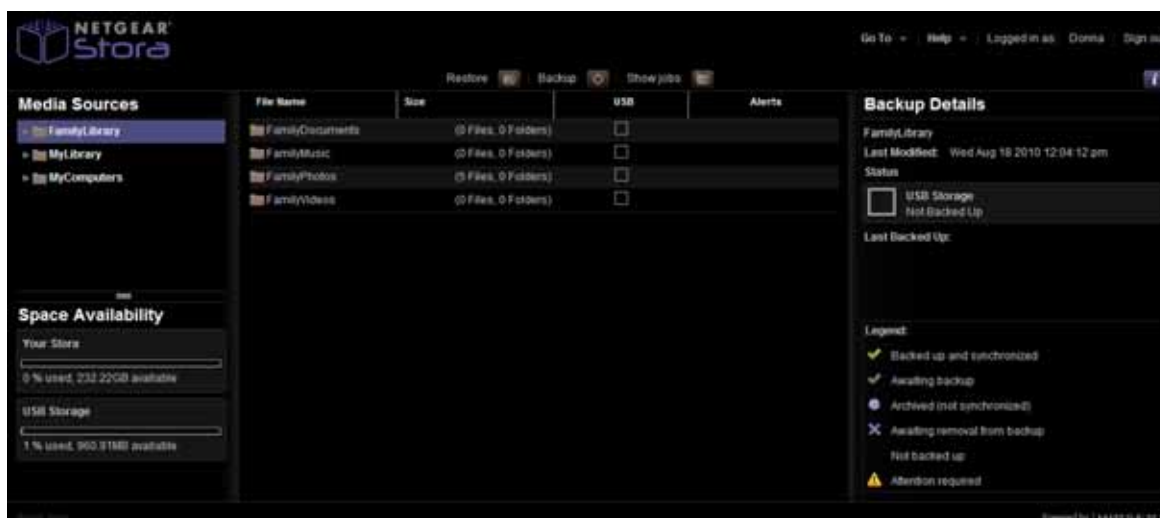 NETGEAR
Stora
Go To Help Logged in as Donna Sign
Restore Backup Show jobs
Media Sources
FamilyLibrary
MyLibrary
MyComputers
File Name Size USB Alerts
FamilyDocuments (0 Files, 0 Folders)
FamilyMusic (0 Files, 0 Folders)
FamilyPhotos (5 Files, 0 Folders)
FamilyVideos (0 Files, 0 Folders)
Backup Details
FamilyLibrary
Last Modified: Wed Aug 18 2010 12:04:12 pm
Status
USB Storage
Not Backed Up
Last Backed Up:
Space Availability
Your Stora
0 % used, 232.22GB available
USB Storage
1 % used, 960.91MB available
Legend:
Backed up and synchronized
Awaiting backup
Archived (not synchronized)
Awaiting removal from backup
Not backed up
Attention required